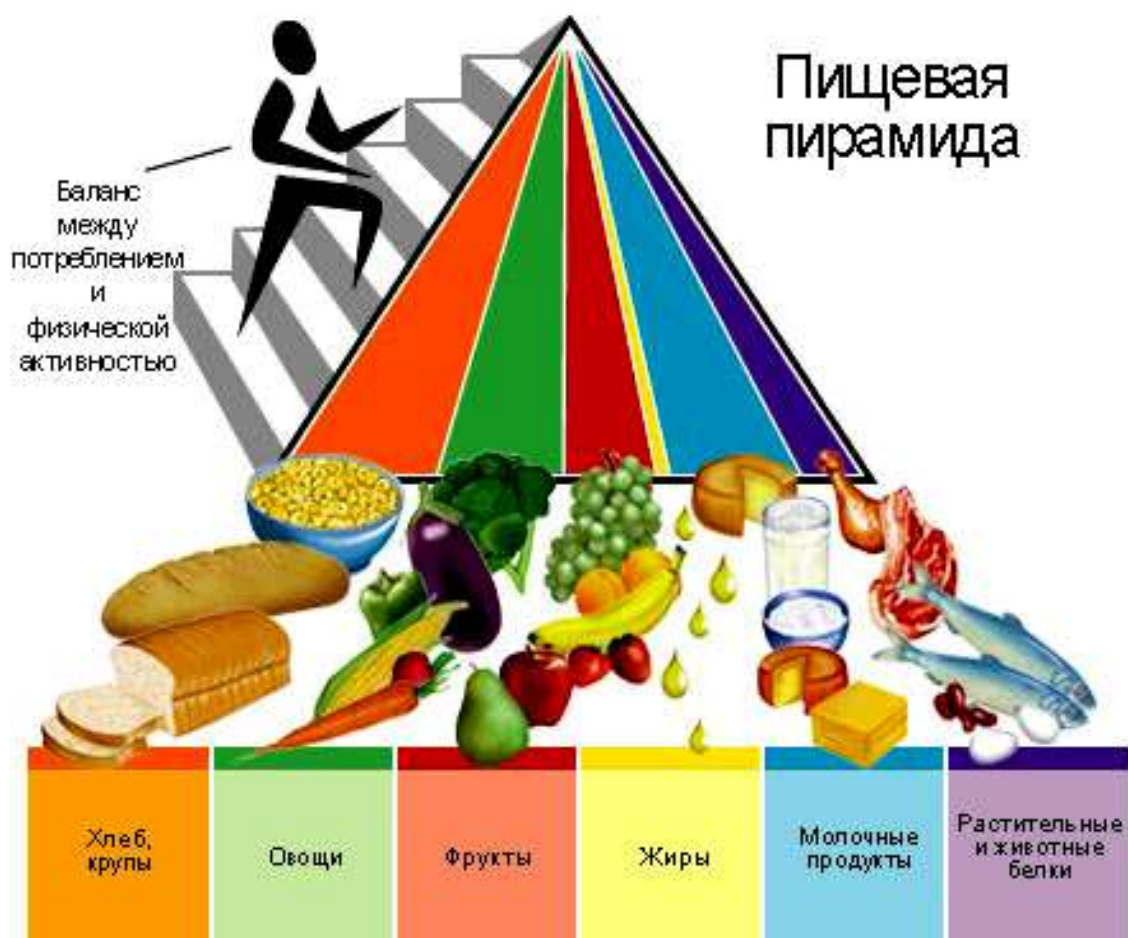 Пищевая
пирамида
Баланс
между
потреблением
и
физической
активностью
Хлеб,
крупы
Овощи
Фрукты
Жиры
Молочные
продукты
Растительные
и животные
белки